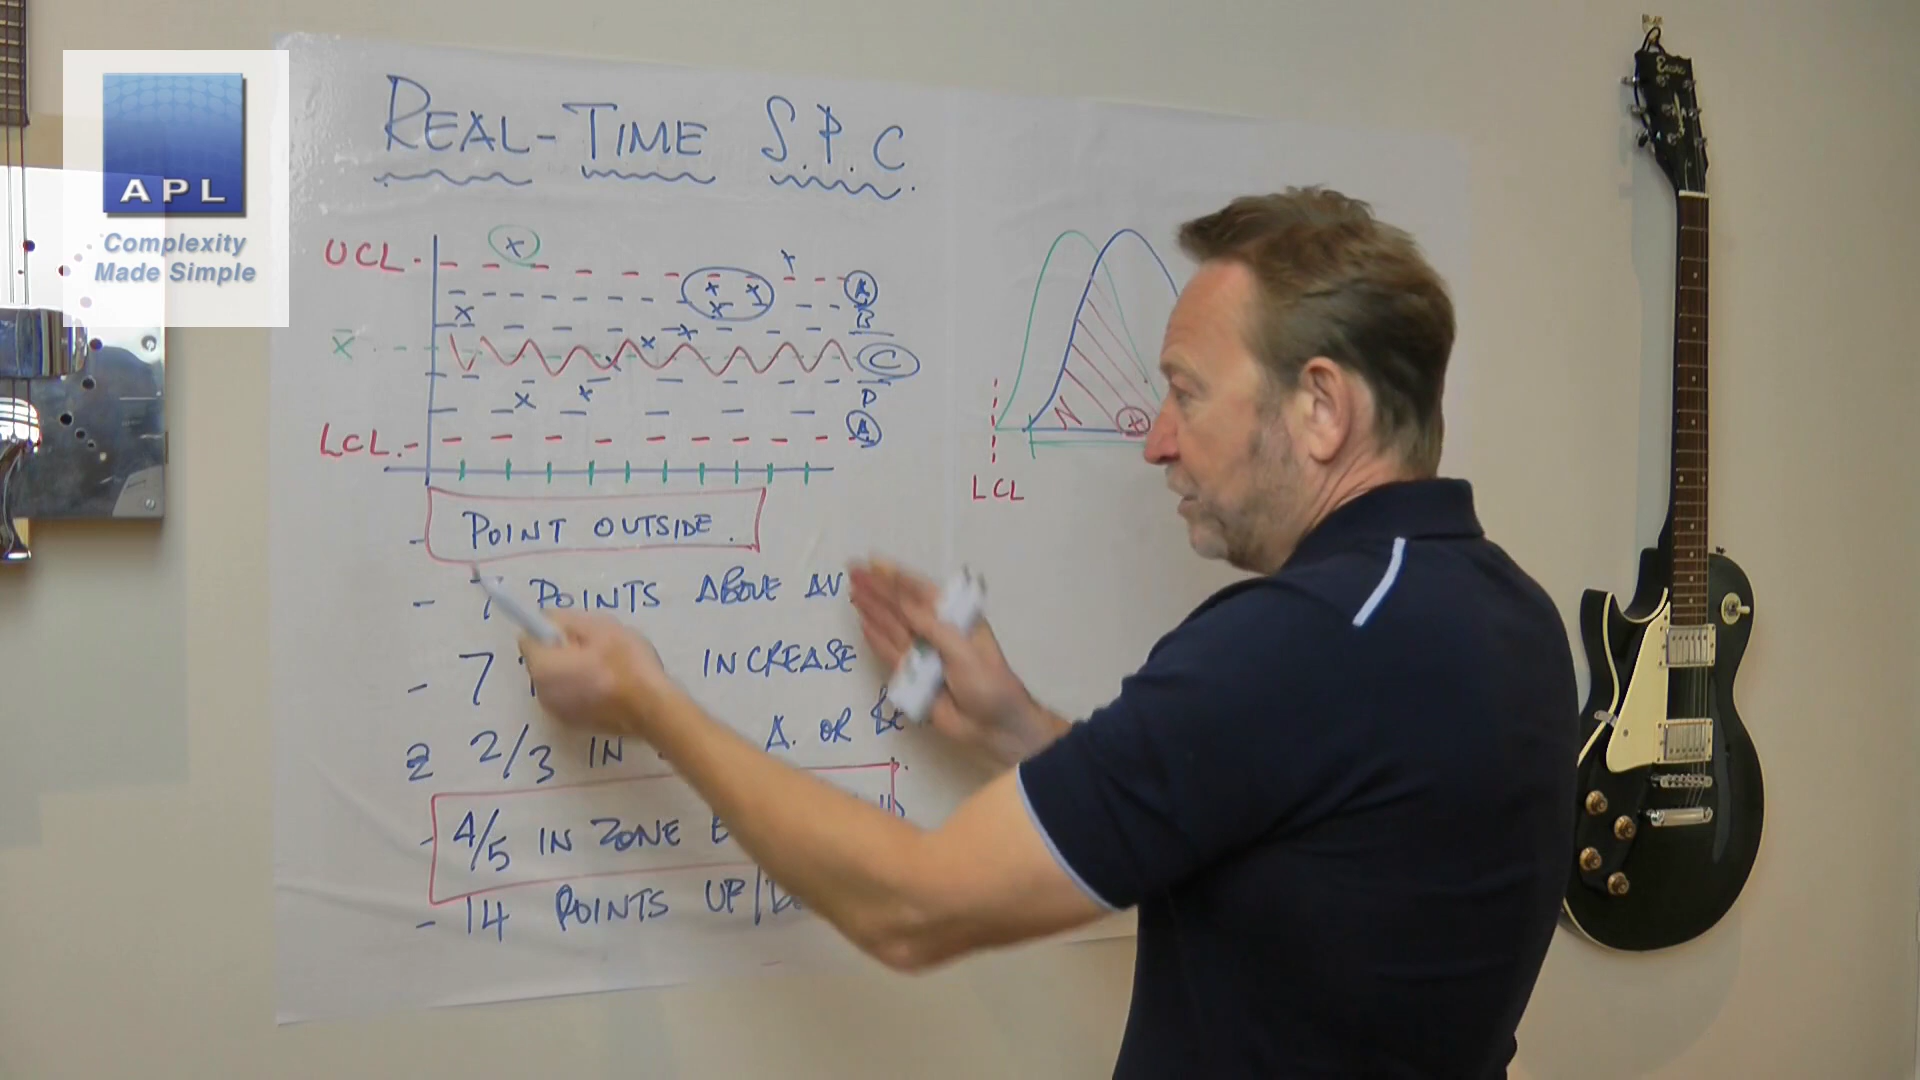 APL
Complexity
Made Simple
REAL-TIME S.P.C
UCL
A
B
X
C
LCL
A
POINT OUTSIDE.
- 7 POINTS ABOVE AV
- 7 INCREASE
2/3 IN A. OR
- 4/5 IN ZONE
- 14 POINTS UP/
N
X
LCL